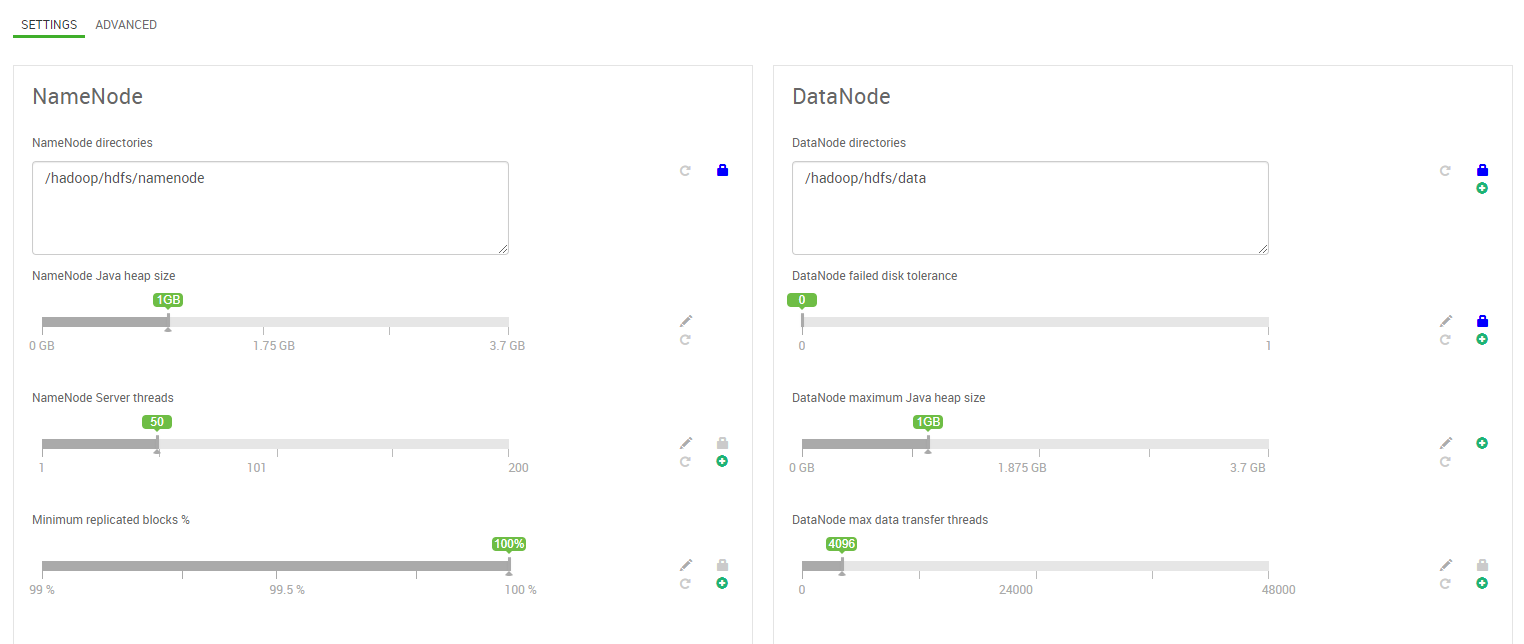 SETTINGS ADVANCED
NameNode
NameNode directories
/hadoop/hdfs/namenode
NameNode Java heap size
1GB
0 GB 1.75 GB 3.7 GB
NameNode Server threads
50
1 101 200
Minimum replicated blocks %
100%
99 % 99.5 % 100 %
DataNode
DataNode directories
/hadoop/hdfs/data
DataNode failed disk tolerance
0
0 1
DataNode maximum Java heap size
1GB
0 GB 1.875 GB 3.7 GB
DataNode max data transfer threads
4096
0 24000 48000